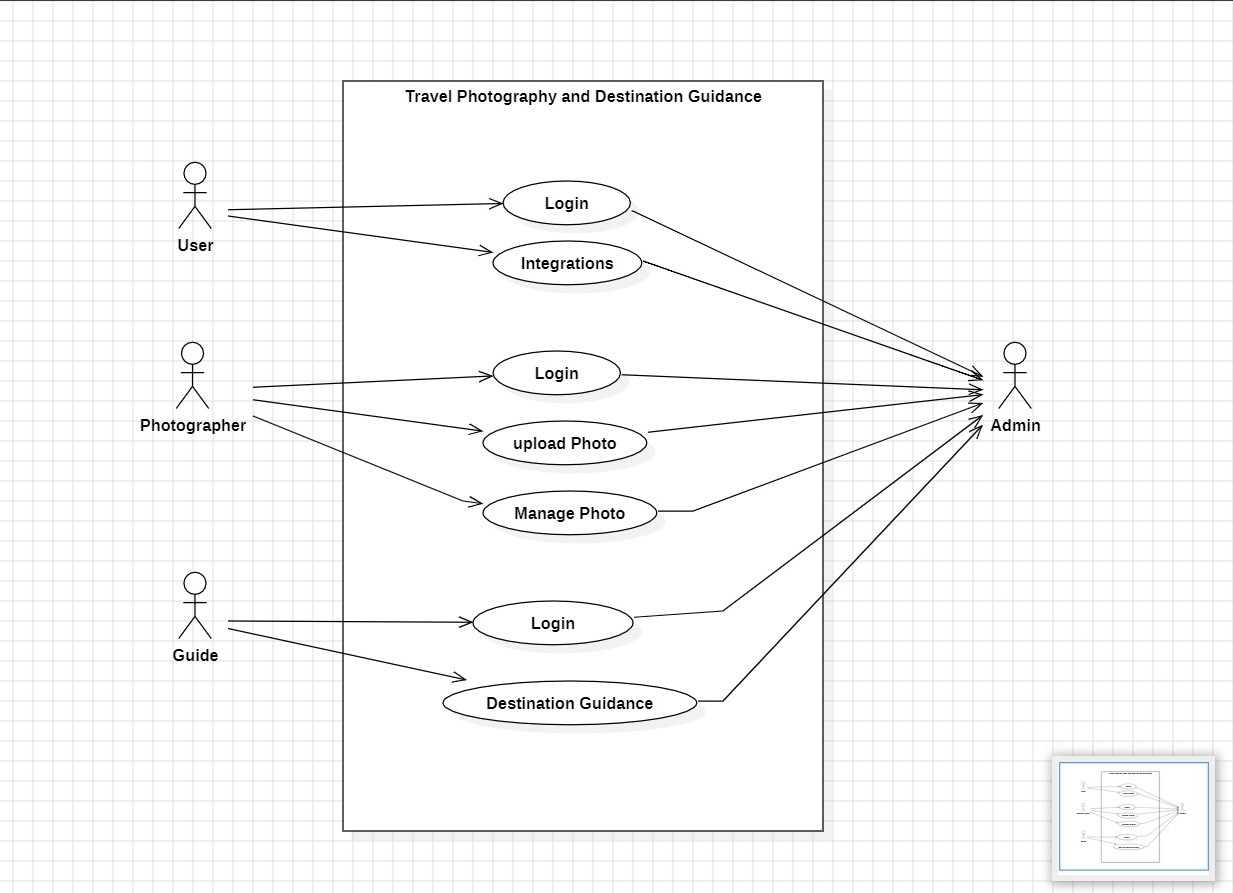 Travel Photography and Destination Guidance
Login
User
Integrations
Login
Photographer
Admin
upload Photo
Manage Photo
Login
Guide
Destination Guidance